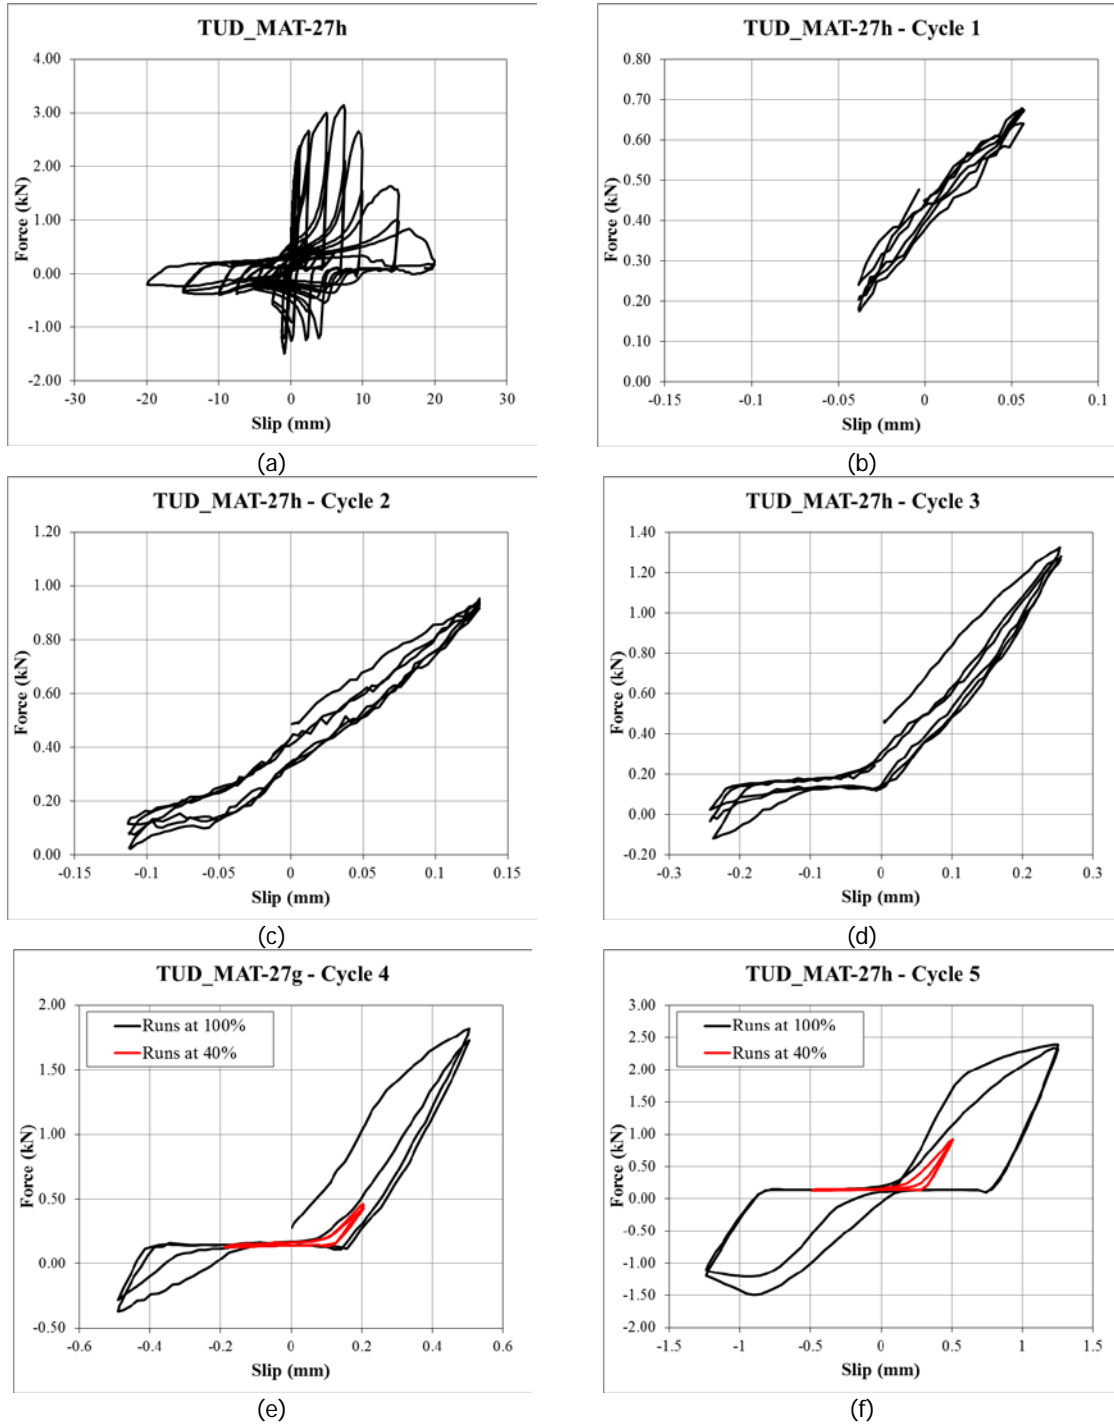 TUD_MAT-27h
4.00
3.00
2.00
1.00
0.00
-1.00
-2.00
-30 -20 -10 0 10 20 30
Force (kN)
Slip (mm)
(a)
TUD_MAT-27h - Cycle 1
0.80
0.70
0.60
0.50
0.40
0.30
0.20
0.10
0.00
-0.15 -0.1 -0.05 0 0.05 0.1
Force (kN)
Slip (mm)
(b)
TUD_MAT-27h - Cycle 2
1.20
1.00
0.80
0.60
0.40
0.20
0.00
-0.15 -0.1 -0.05 0 0.05 0.1 0.15
Force (kN)
Slip (mm)
(c)
TUD_MAT-27h - Cycle 3
1.40
1.20
1.00
0.80
0.60
0.40
0.20
0.00
-0.20
-0.3 -0.2 -0.1 0 0.1 0.2 0.3
Force (kN)
Slip (mm)
(d)
TUD_MAT-27g - Cycle 4
Runs at 100%
Runs at 40%
2.00
1.50
1.00
0.50
0.00
-0.50
-0.6 -0.4 -0.2 0 0.2 0.4 0.6
Force (kN)
Slip (mm)
(e)
TUD_MAT-27h - Cycle 5
Runs at 100%
Runs at 40%
3.00
2.50
2.00
1.50
1.00
0.50
0.00
-0.50
-1.00
-1.50
-2.00
-1.5 -1 -0.5 0 0.5 1 1.5
Force (kN)
Slip (mm)
(f)